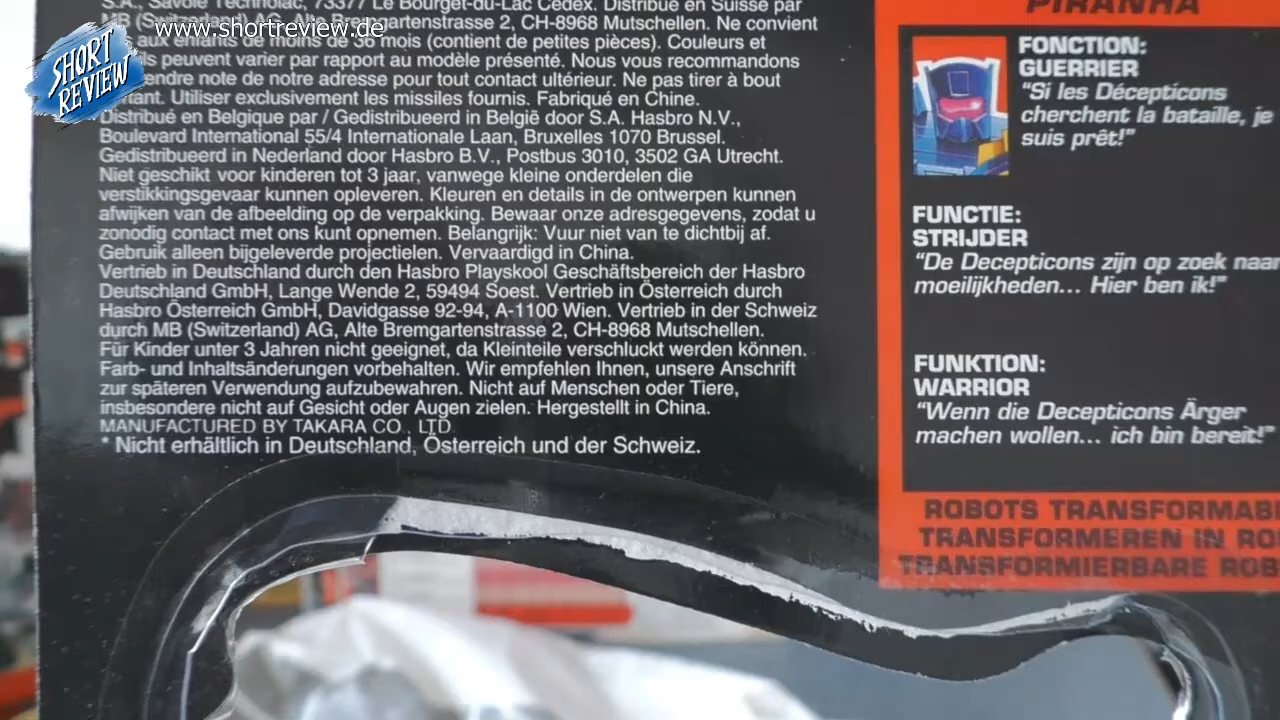 S.A., Savoie Technolac, 73377 Le Bourget-du-Lac Cedex. Distribué en Suisse par
(Switzerland) AG, Alte Bremgartenstrasse 2, CH-8968 Mutschellen. Ne convient
aux enfants de moins de 36 mois (contient de petites pièces). Couleurs et
peuvent varier par rapport au modèle présenté. Nous vous recommandons
endre note de notre adresse pour tout contact ultérieur. Ne pas tirer à bout
Utiliser exclusivement les missiles fournis. Fabriqué en Chine.
Distribué en Belgique par / Gedistribueerd in België door S.A. Hasbro N.V.,
Boulevard International 55/4 Internationale Laan, Bruxelles 1070 Brussel.
Gedistribueerd in Nederland door Hasbro B.V., Postbus 3010, 3502 GA Utrecht.
Niet geschikt voor kinderen tot 3 jaar, vanwege kleine onderdelen die
verstikkingsgevaar kunnen opleveren. Kleuren en details in de ontwerpen kunnen
afwijken van de afbeelding op de verpakking. Bewaar onze adresgegevens, zodat u
zonodig contact met ons kunt opnemen. Belangrijk: Vuur niet van te dichtbij af.
Gebruik alleen bijgeleverde projectielen. Vervaardigd in China.
Vertrieb in Deutschland durch den Hasbro Playskool Geschäftsbereich der Hasbro
Deutschland GmbH, Lange Wende 2, 59494 Soest. Vertrieb in Österreich durch
Hasbro Österreich GmbH, Davidgasse 92-94, A-1100 Wien. Vertrieb in der Schweiz
durch MB (Switzerland) AG, Alte Bremgartenstrasse 2, CH-8968 Mutschellen.
Für Kinder unter 3 Jahren nicht geeignet, da Kleinteile verschluckt werden können.
Farb- und Inhaltsänderungen vorbehalten. Wir empfehlen Ihnen, unsere Anschrift
zur späteren Verwendung aufzubewahren. Nicht auf Menschen oder Tiere,
insbesondere nicht auf Gesicht oder Augen zielen. Hergestellt in China.
MANUFACTURED BY TAKARA CO., LTD.
* Nicht erhältlich in Deutschland, Österreich und der Schweiz.
PIRANHA
FONCTION:
GUERRIER
"Si les Décepticons
cherchent la bataille, je
suis prêt!"
FUNCTIE:
STRIJDER
"De Decepticons zijn op zoek naar
moeilijkheden... Hier ben ik!"
FUNKTION:
WARRIOR
"Wenn die Decepticons Ärger
machen wollen... ich bin bereit!"
ROBOTS TRANSFORMABL
TRANSFORMEREN IN RO
TRANSFORMIERBARE ROB
www.shortreview.de
SHORT
REVIEW